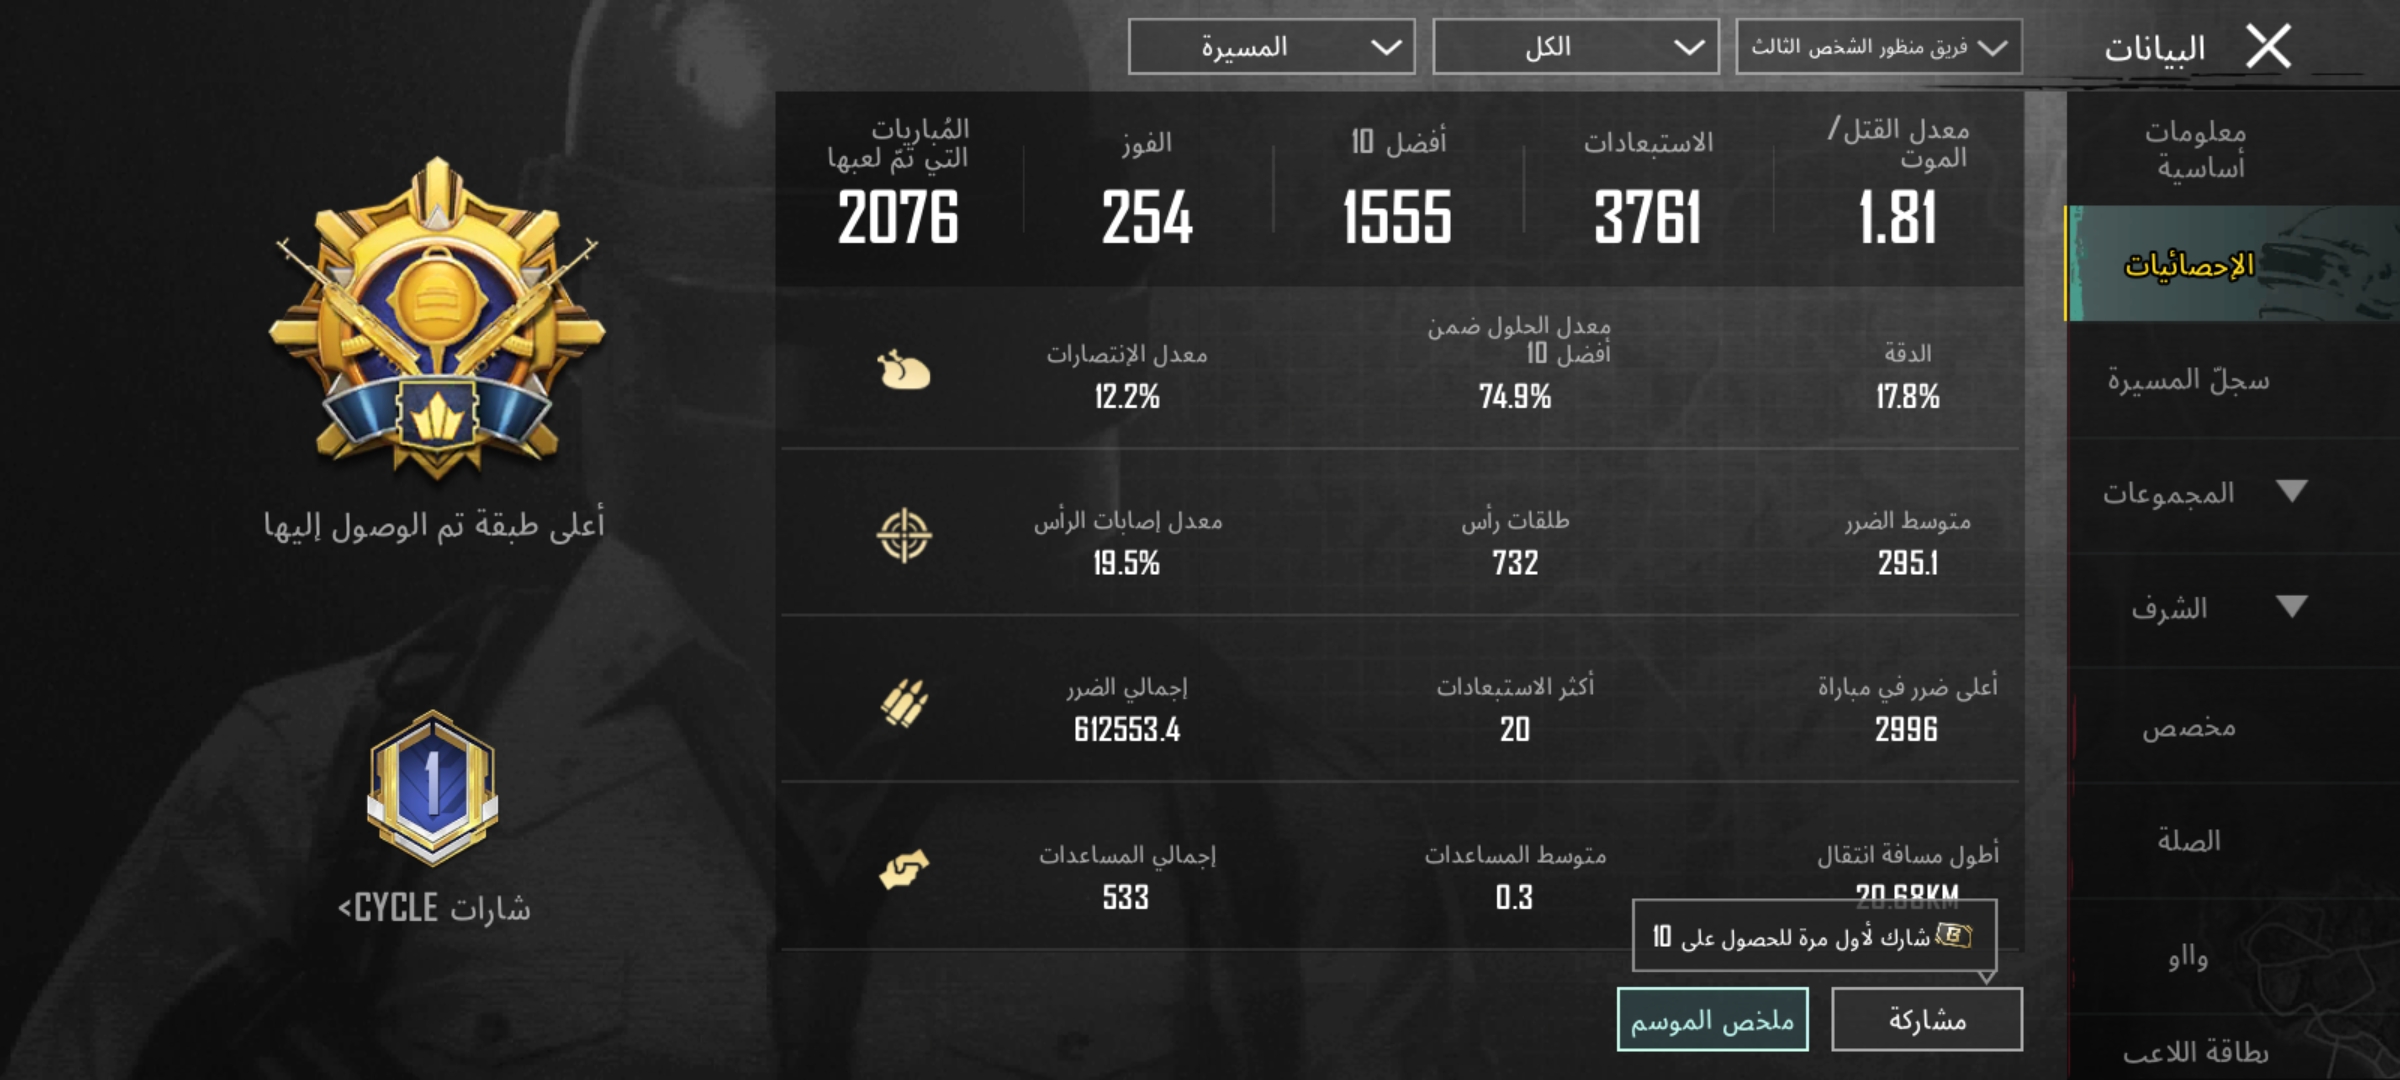 البيانات
فريق منظور الشخص الثالث
الكل
المسيرة
معلومات
أساسية
الإحصائيات
سجلّ المسيرة
المجموعات
الشرف
مخصص
الصلة
واو
بطاقة اللاعب
معدل القتل/
الموت
1.81
الاستبعادات
3761
أفضل 10
1555
الفوز
254
المُباريات
التي تمّ لعبها
2076
الدقة
17.8%
معدل الحلول ضمن
أفضل 10
74.9%
معدل الإنتصارات
12.2%
متوسط الضرر
295.1
طلقات رأس
732
معدل إصابات الرأس
19.5%
أعلى ضرر في مباراة
2996
أكثر الاستبعادات
20
إجمالي الضرر
612553.4
أطول مسافة انتقال
20.68KM
متوسط المساعدات
0.3
إجمالي المساعدات
533
شارك لأول مرة للحصول على 10
مشاركة
ملخص الموسم
أعلى طبقة تم الوصول إليها
1
شارات CYCLE>